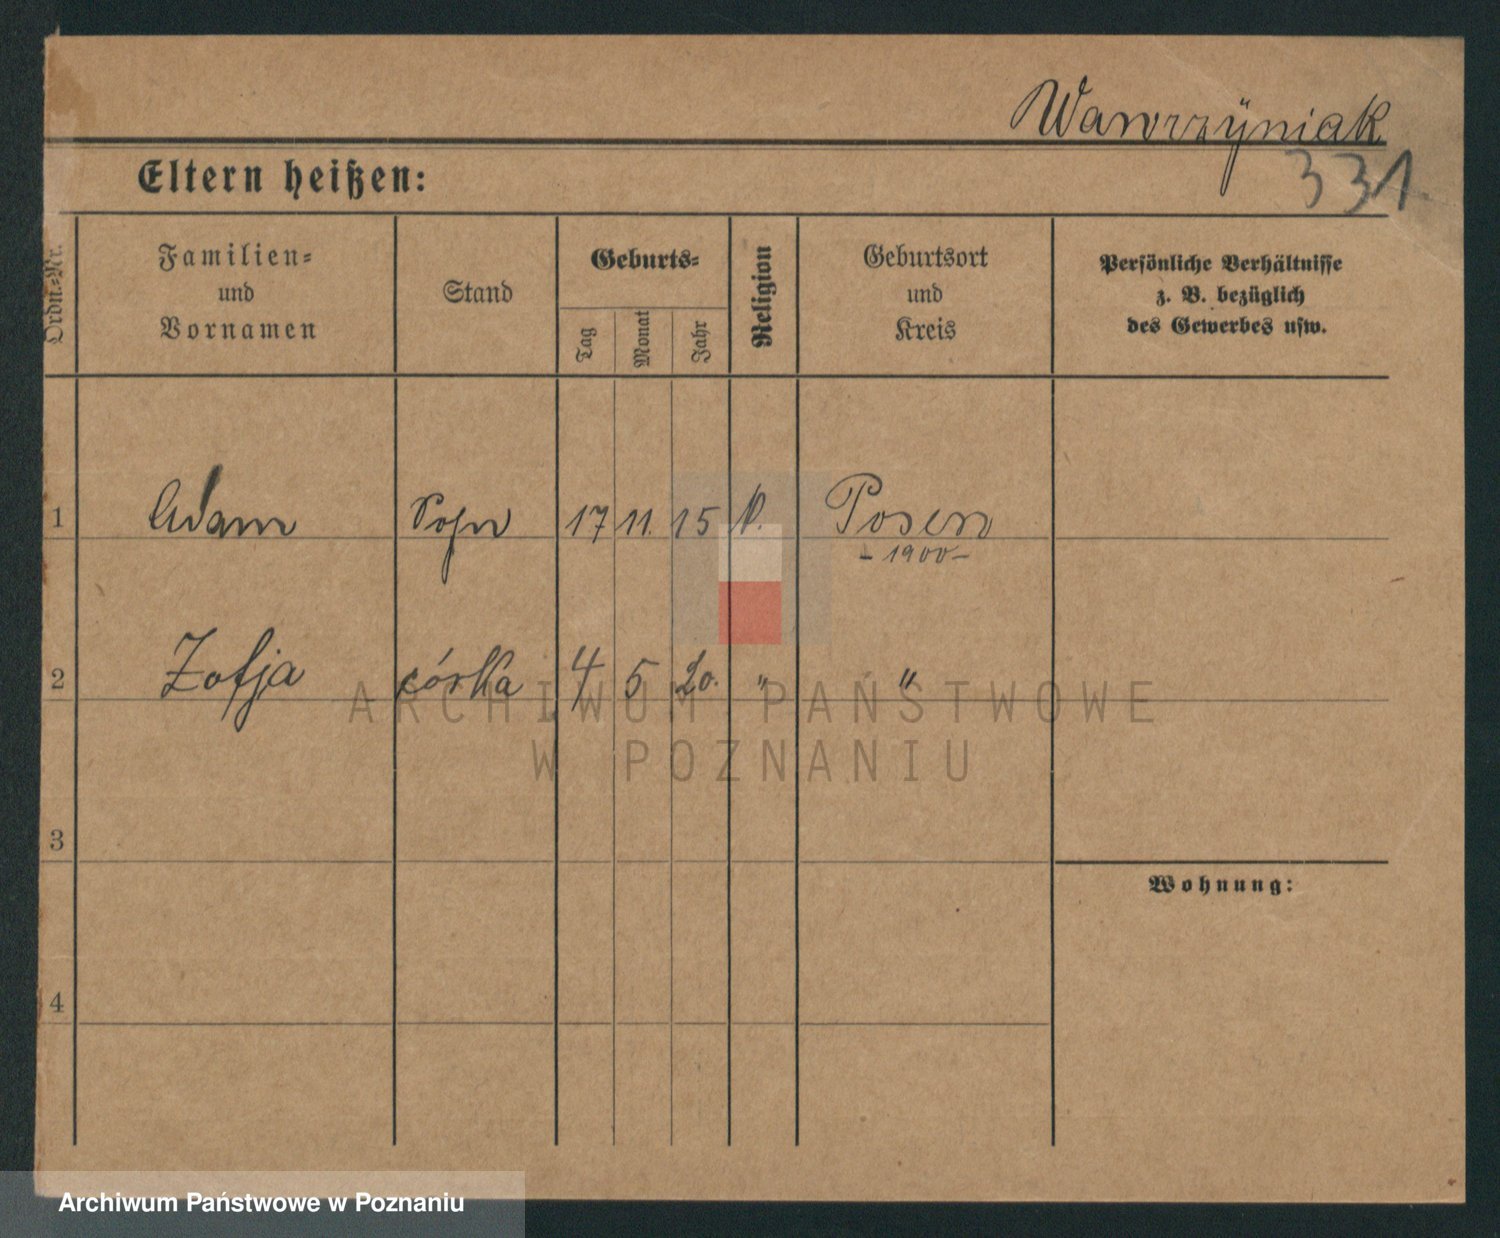 Wawrzÿniak
331
Eltern heißen:
Ordn.-Nr.
Familien-
und
Vornamen
Stand
Geburts-
Tag
Monat
Jahr
Religion
Geburtsort
und
Kreis
Persönliche Verhältnisse
z. B. bezüglich
des Gewerbes usw.
1 Adam Sohn 17 11. 15 k. Posen
- 1900 -
2 Zofja córka 4 5 20. " "
ARCHIWUM PAŃSTWOWE
W POZNANIU
3
Wohnung:
4
Archiwum Państwowe w Poznaniu